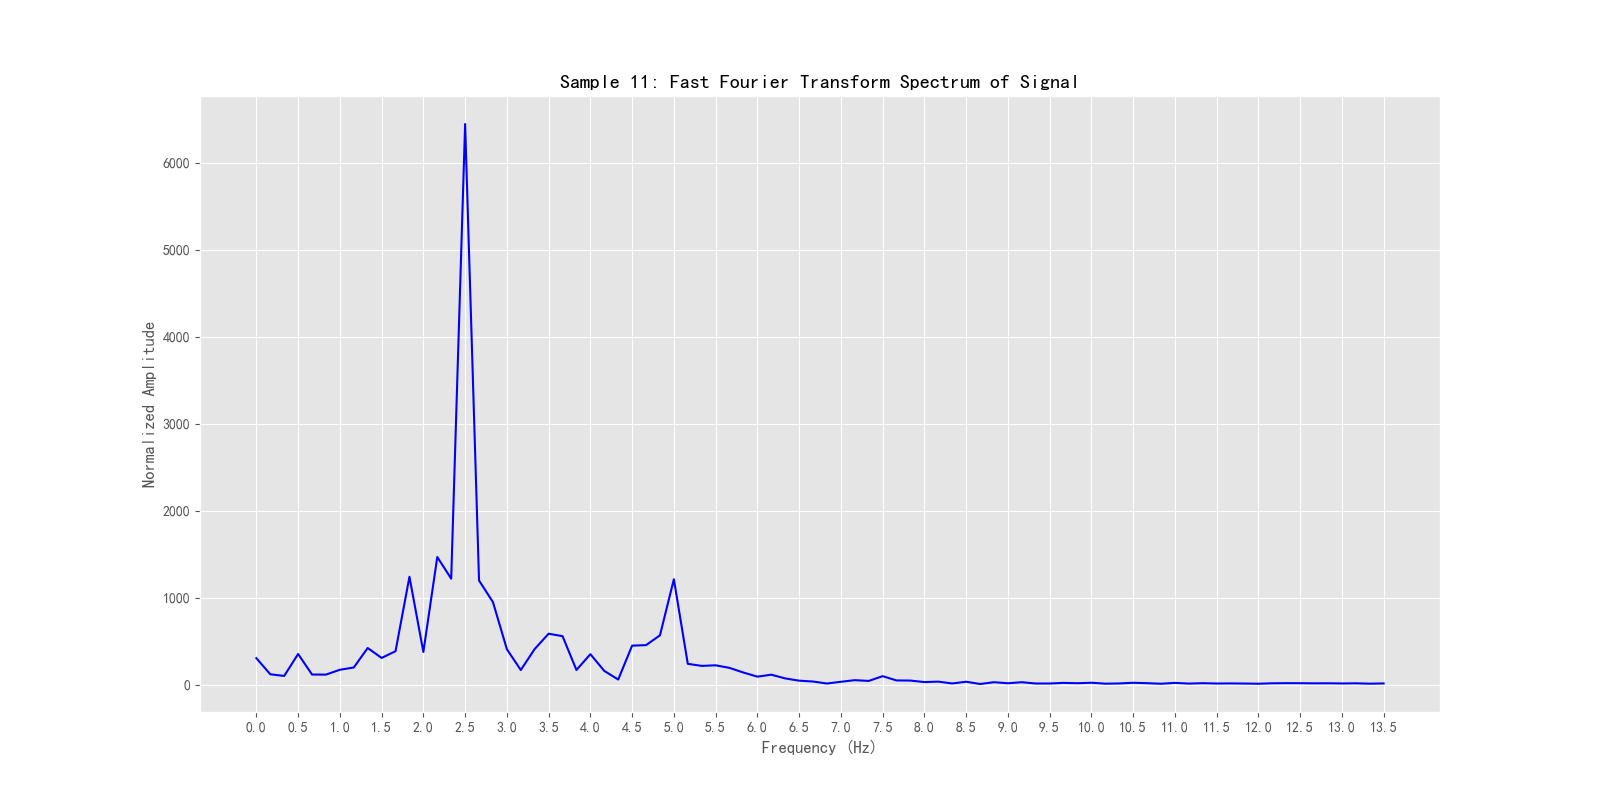 Sample 11: Fast Fourier Transform Spectrum of Signal
Normalized Amplitude
6000
5000
4000
3000
2000
1000
0
0.0 0.5 1.0 1.5 2.0 2.5 3.0 3.5 4.0 4.5 5.0 5.5 6.0 6.5 7.0 7.5 8.0 8.5 9.0 9.5 10.0 10.5 11.0 11.5 12.0 12.5 13.0 13.5
Frequency (Hz)